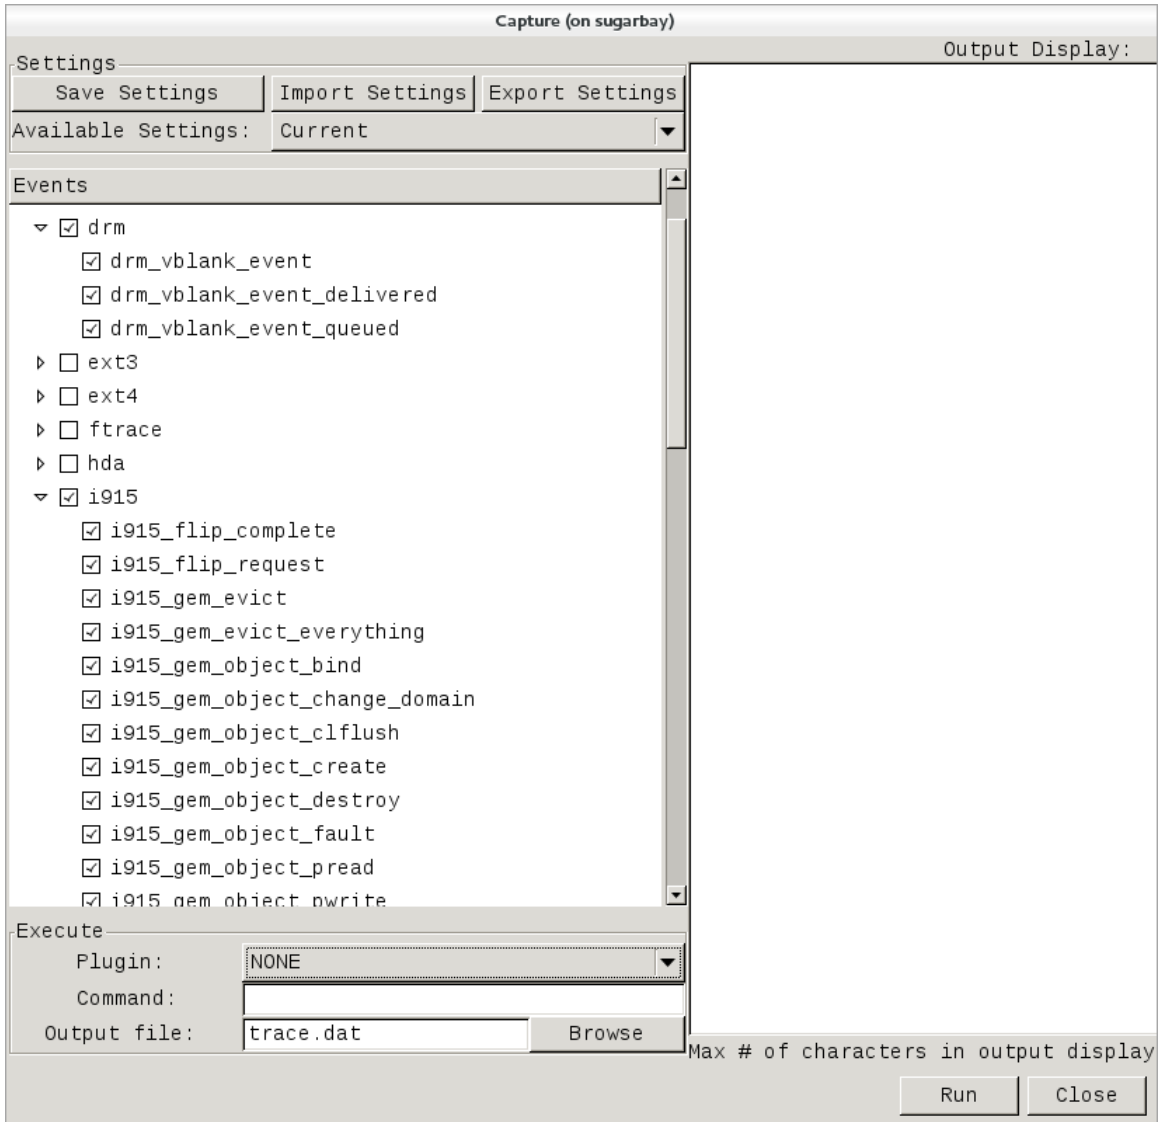 Capture (on sugarbay)
Output Display:
Settings
Save Settings
Import Settings
Export Settings
Available Settings:
Current
Events
drm
drm_vblank_event
drm_vblank_event_delivered
drm_vblank_event_queued
ext3
ext4
ftrace
hda
i915
i915_flip_complete
i915_flip_request
i915_gem_evict
i915_gem_evict_everything
i915_gem_object_bind
i915_gem_object_change_domain
i915_gem_object_clflush
i915_gem_object_create
i915_gem_object_destroy
i915_gem_object_fault
i915_gem_object_pread
i915_gem_object_pwrite
Execute
Plugin:
NONE
Command:
Output file:
trace.dat
Browse
Max # of characters in output display
Run
Close